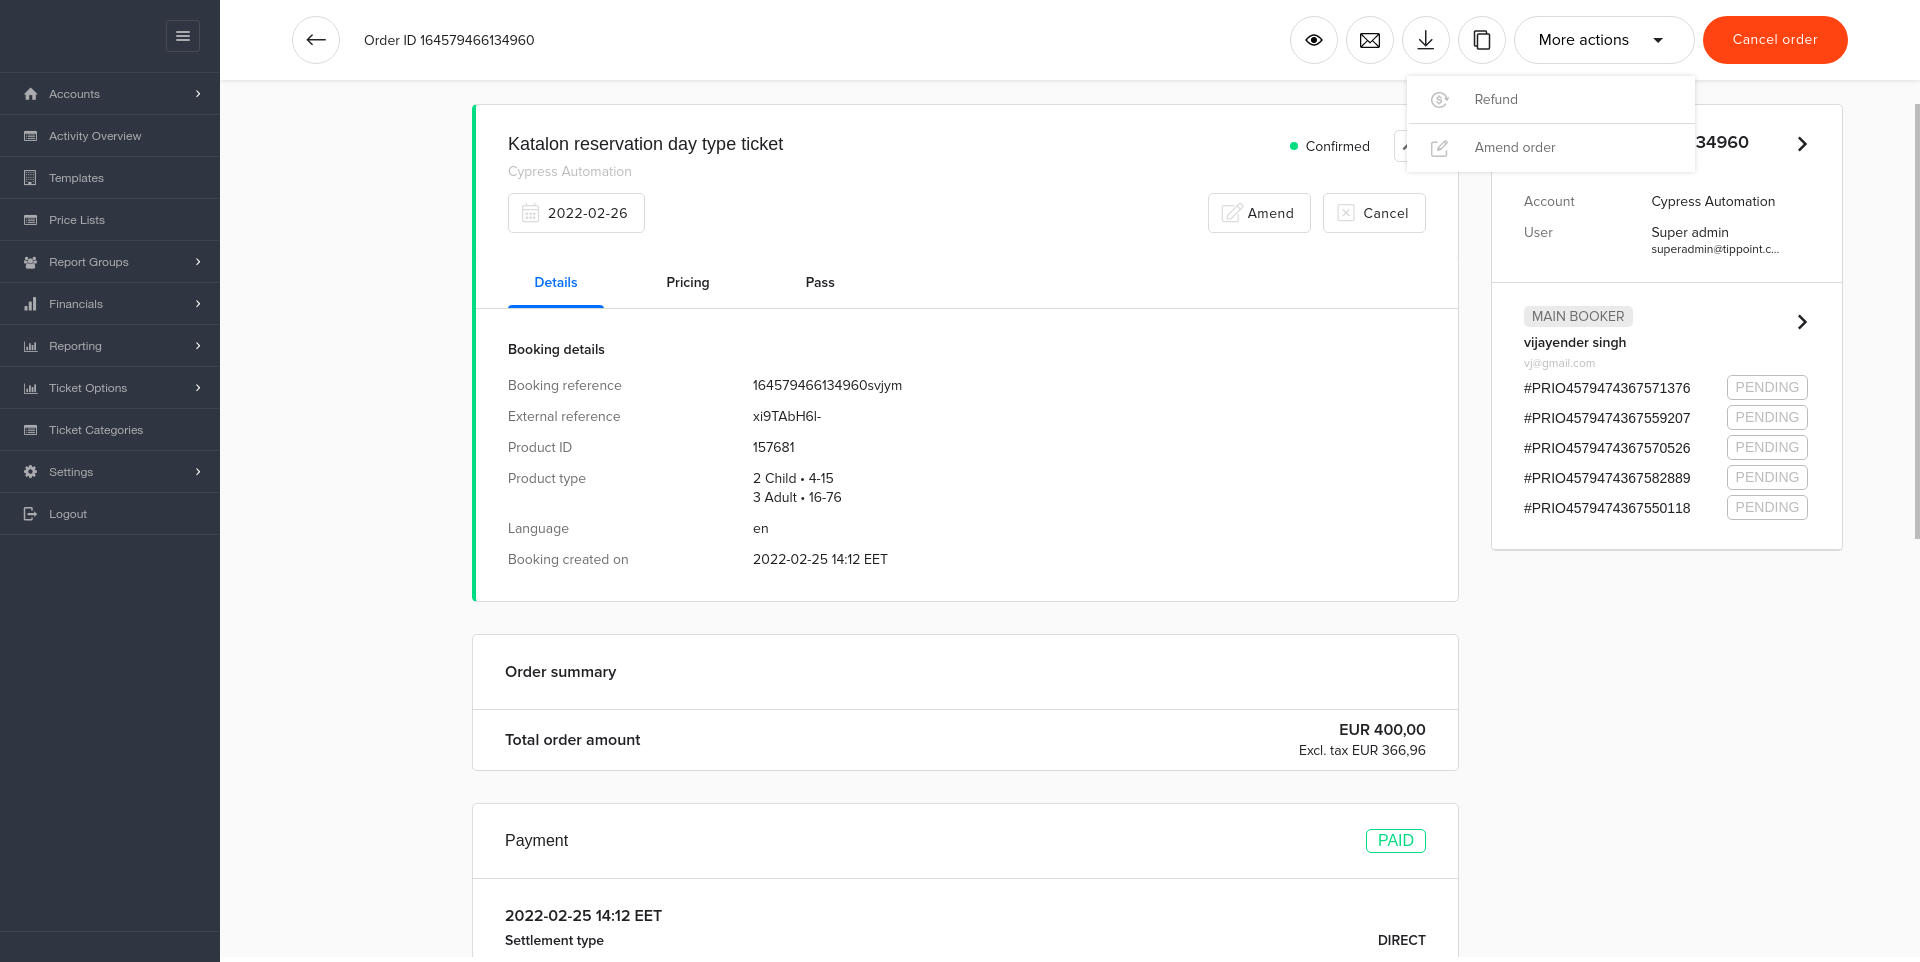 Order ID 164579466134960
More actions
Cancel order
Refund
Amend order
Accounts
Activity Overview
Templates
Price Lists
Report Groups
Financials
Reporting
Ticket Options
Ticket Categories
Settings
Logout
Katalon reservation day type ticket
Confirmed
Cypress Automation
2022-02-26
Amend
Cancel
Details
Pricing
Pass
Booking details
Booking reference
164579466134960svjym
External reference
xi9TAbH6l-
Product ID
157681
Product type
2 Child • 4-15
3 Adult • 16-76
Language
en
Booking created on
2022-02-25 14:12 EET
Order summary
Total order amount
EUR 400,00
Excl. tax EUR 366,96
Payment
PAID
2022-02-25 14:12 EET
Settlement type
DIRECT
34960
Account
Cypress Automation
User
Super admin
superadmin@tippoint.c...
MAIN BOOKER
vijayender singh
vj@gmail.com
#PRIO4579474367571376
PENDING
#PRIO4579474367559207
PENDING
#PRIO4579474367570526
PENDING
#PRIO4579474367582889
PENDING
#PRIO4579474367550118
PENDING